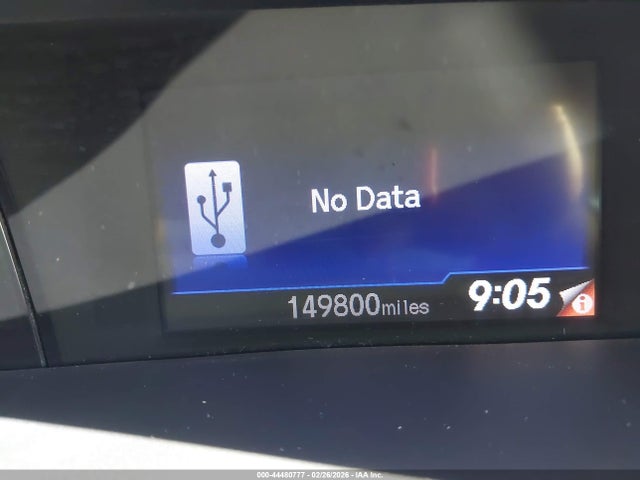 No Data
149800miles
9:05
i
000-44480777 - 02/26/2026 - IAA Inc.